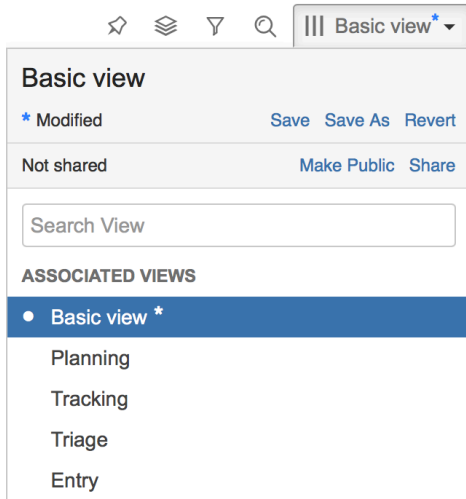 Basic view*
Basic view
* Modified Save Save As Revert
Not shared Make Public Share
Search View
ASSOCIATED VIEWS
Basic view *
Planning
Tracking
Triage
Entry